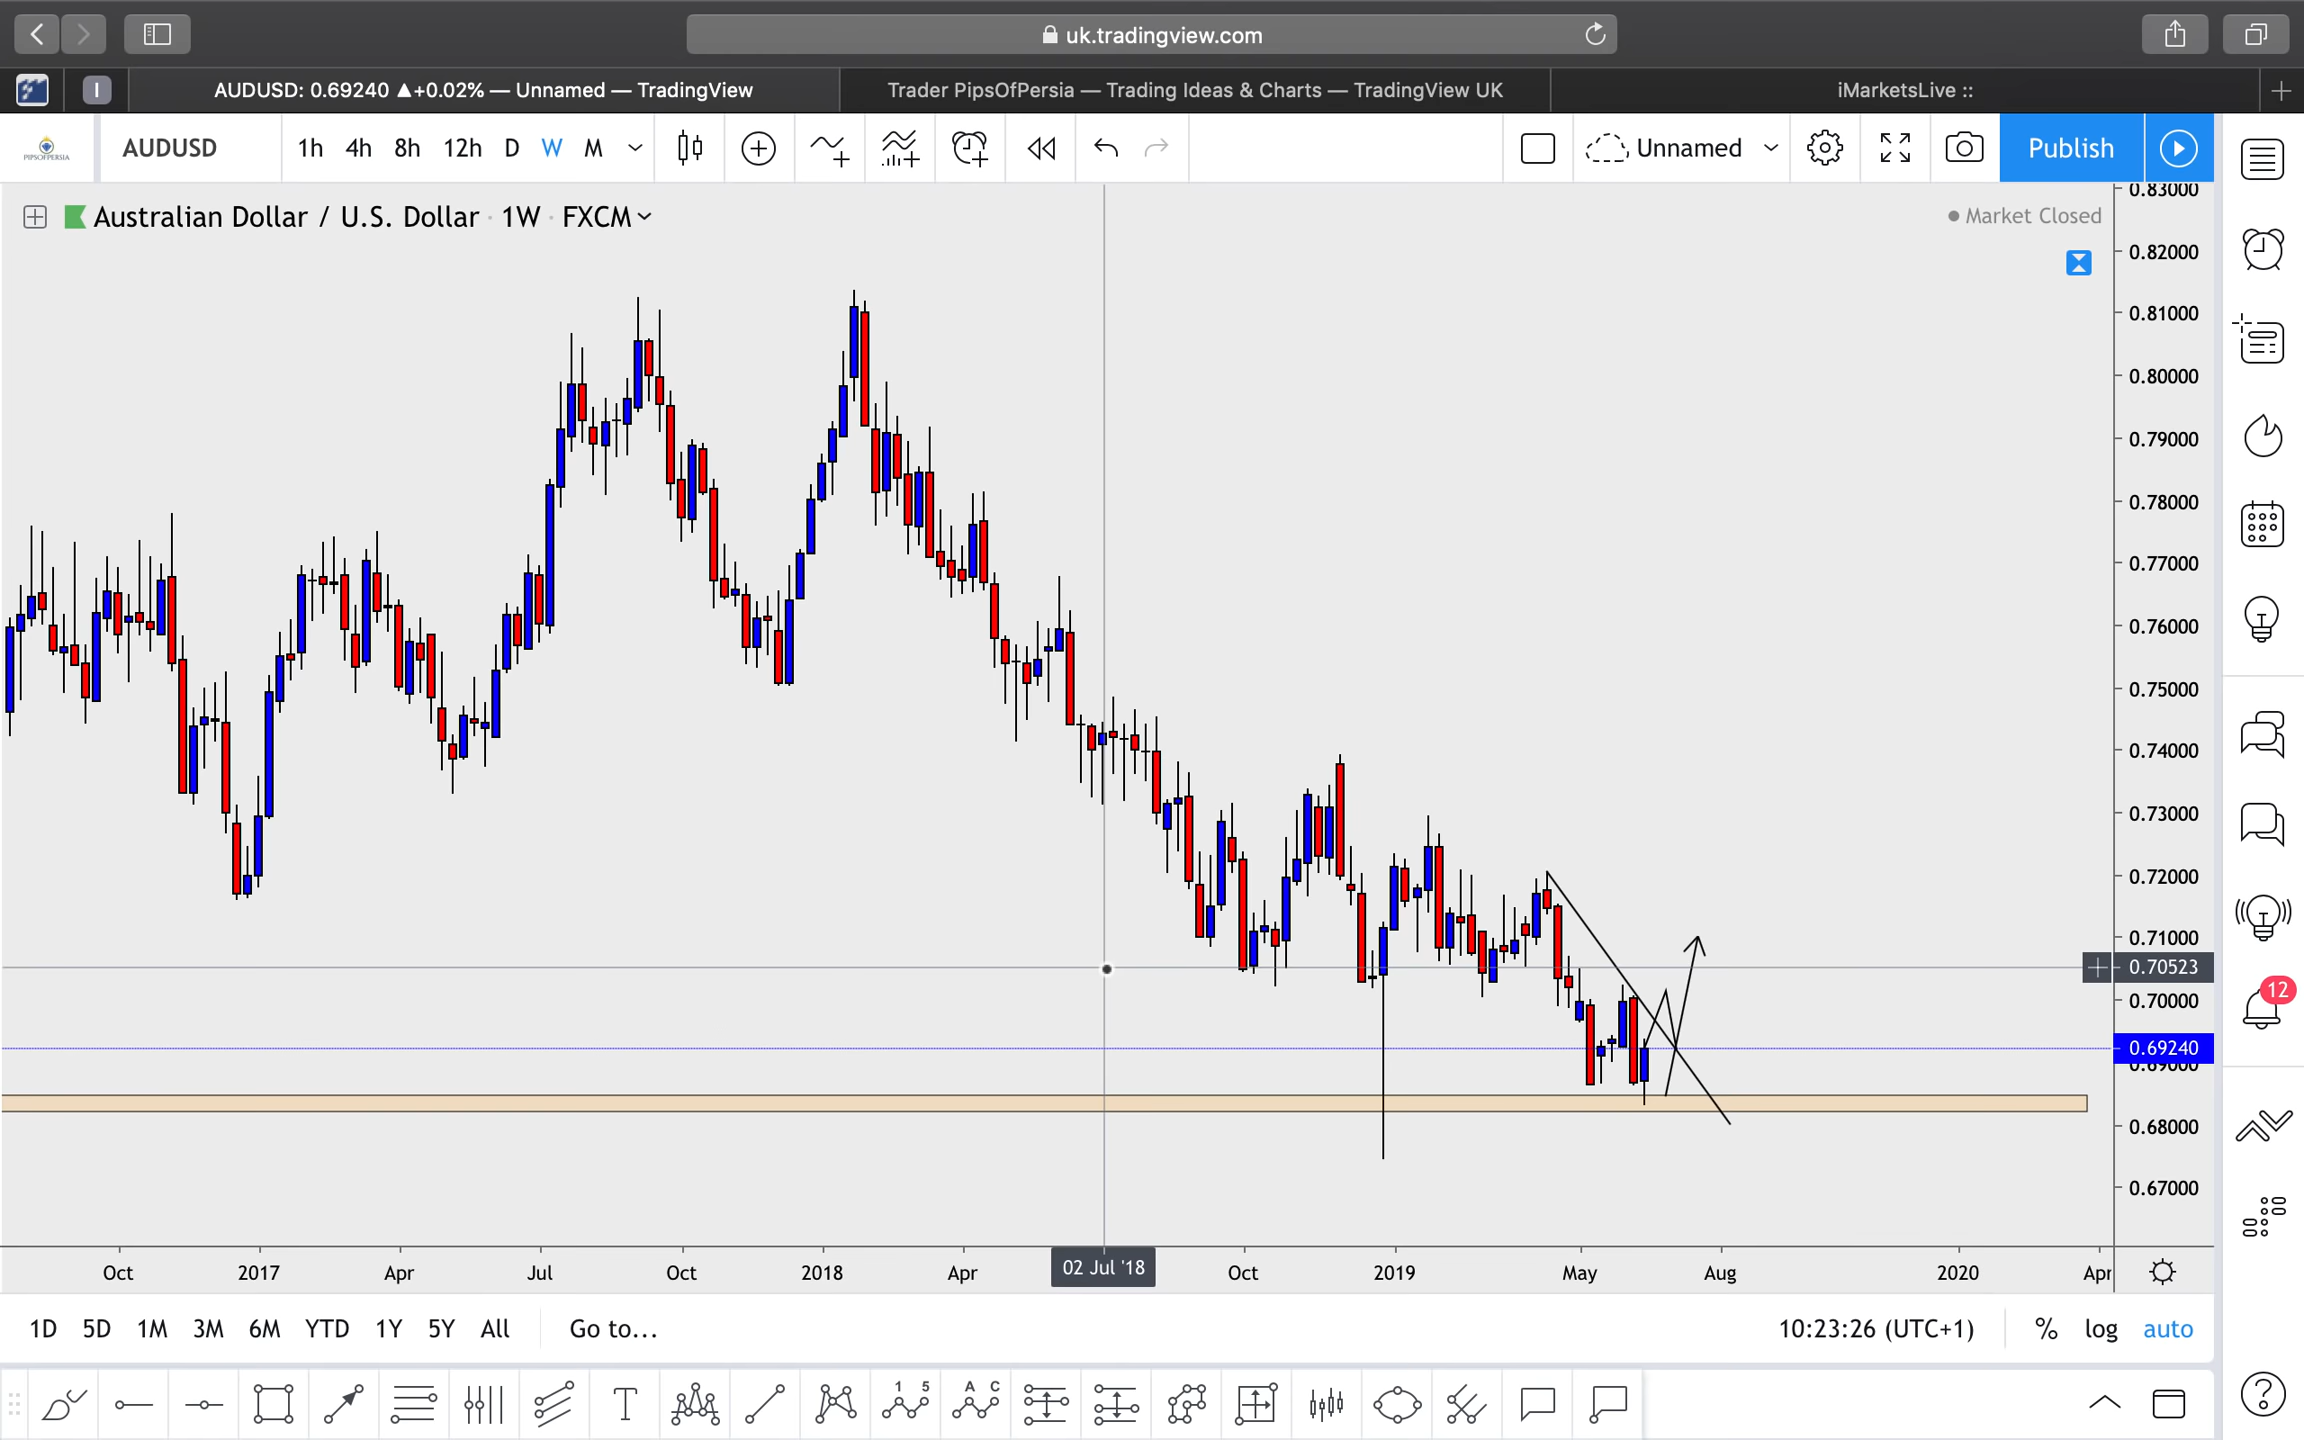 uk.tradingview.com
I
AUDUSD: 0.69240 ▲+0.02% — Unnamed — TradingView
Trader PipsOfPersia — Trading Ideas & Charts — TradingView UK
iMarketsLive ::
PIPSOFPERSIA
AUDUSD
1h 4h 8h 12h D W M
Unnamed
Publish
Australian Dollar / U.S. Dollar · 1W · FXCM
Market Closed
0.83000
0.82000
0.81000
0.80000
0.79000
0.78000
0.77000
0.76000
0.75000
0.74000
0.73000
0.72000
0.71000
0.70523
0.70000
0.69240
0.69000
0.68000
0.67000
12
Oct 2017 Apr Jul Oct 2018 Apr 02 Jul '18 Oct 2019 May Aug 2020 Apr
1D 5D 1M 3M 6M YTD 1Y 5Y All Go to...
10:23:26 (UTC+1) % log auto
T
1 5
A C
?